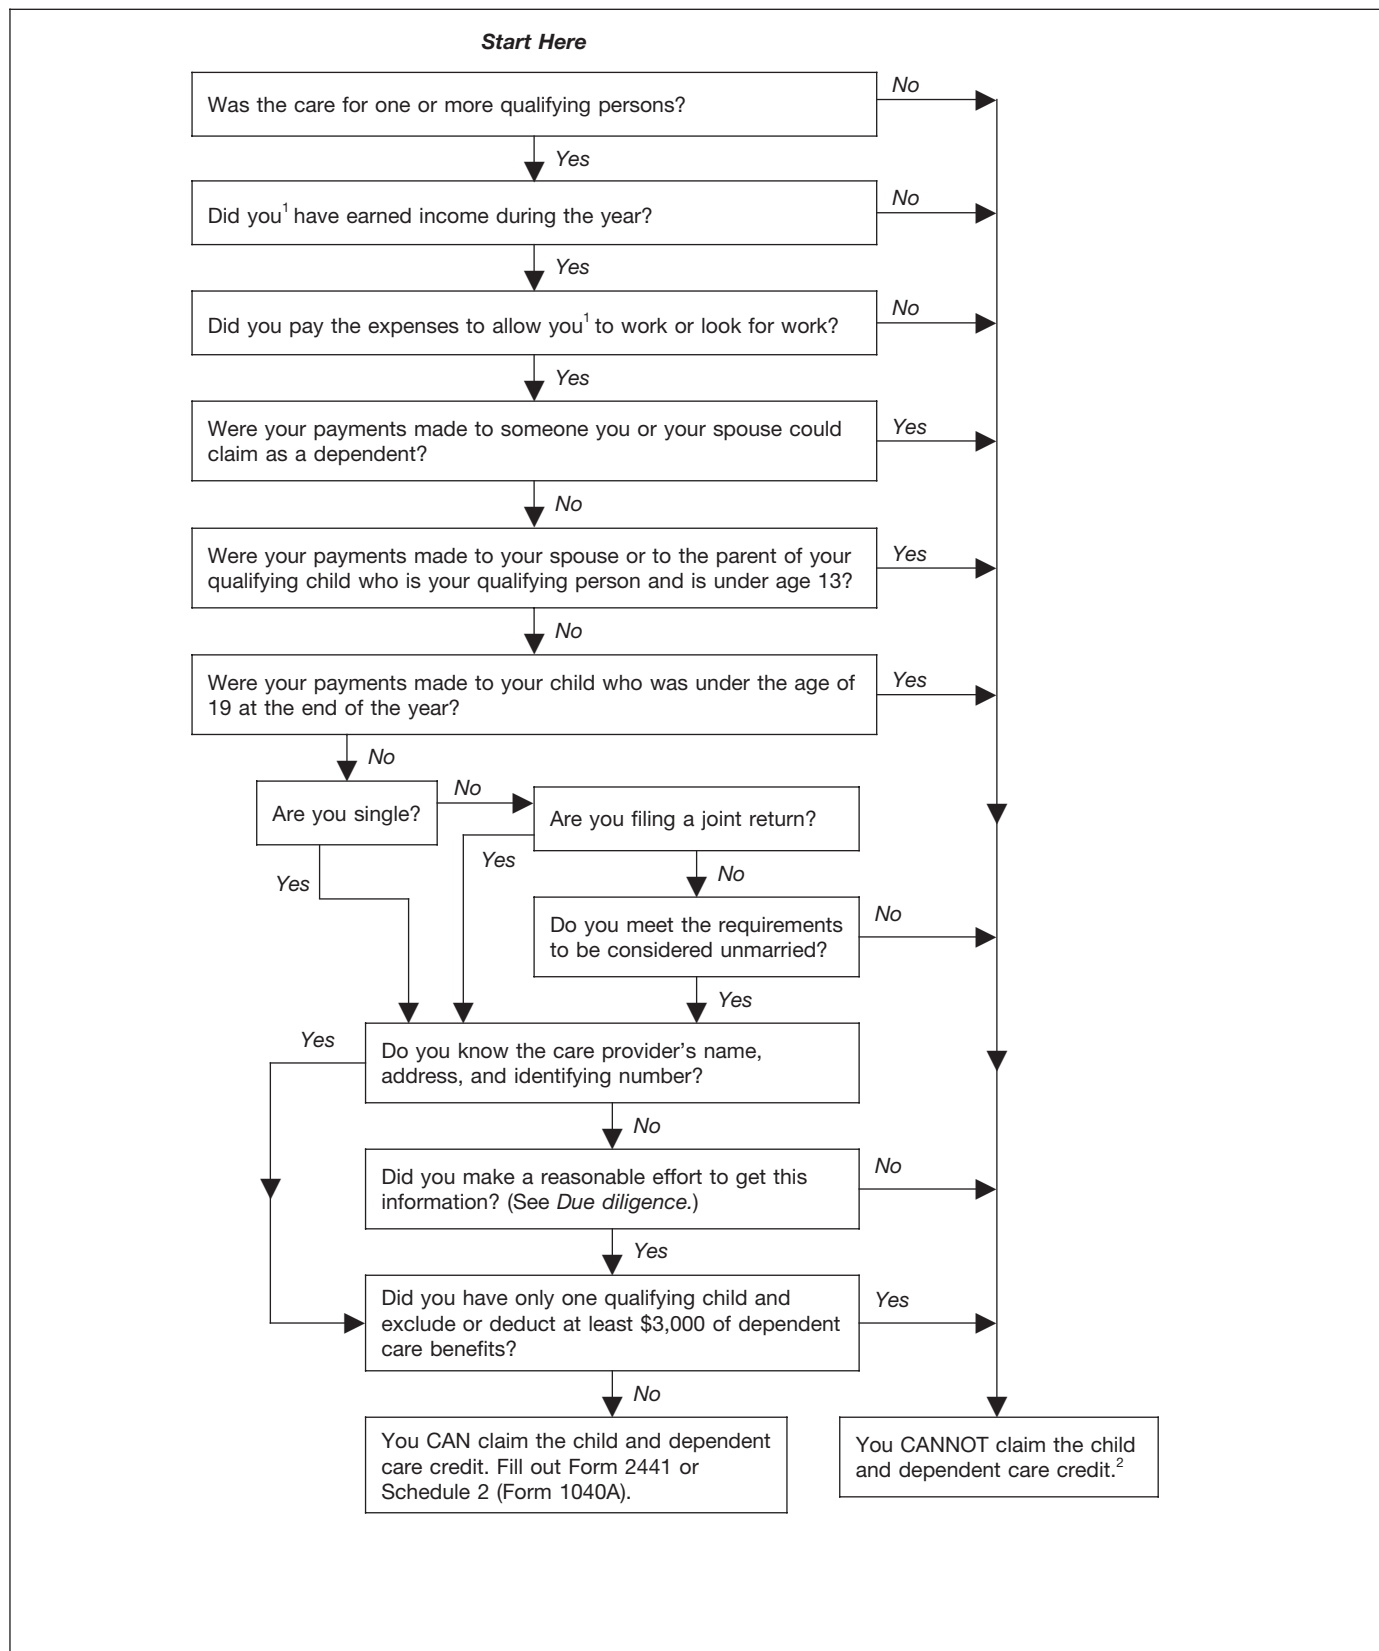 Start Here
Was the care for one or more qualifying persons?
No
Yes
Did you¹ have earned income during the year?
No
Yes
Did you pay the expenses to allow you¹ to work or look for work?
No
Yes
Were your payments made to someone you or your spouse could
claim as a dependent?
Yes
No
Were your payments made to your spouse or to the parent of your
qualifying child who is your qualifying person and is under age 13?
Yes
No
Were your payments made to your child who was under the age of
19 at the end of the year?
Yes
No
Are you single?
No
Are you filing a joint return?
Yes
Yes
No
Do you meet the requirements
to be considered unmarried?
No
Yes
Do you know the care provider's name,
address, and identifying number?
Yes
No
Did you make a reasonable effort to get this
information? (See Due diligence.)
No
Yes
Did you have only one qualifying child and
exclude or deduct at least $3,000 of dependent
care benefits?
Yes
No
You CAN claim the child and dependent
care credit. Fill out Form 2441 or
Schedule 2 (Form 1040A).
You CANNOT claim the child
and dependent care credit.²